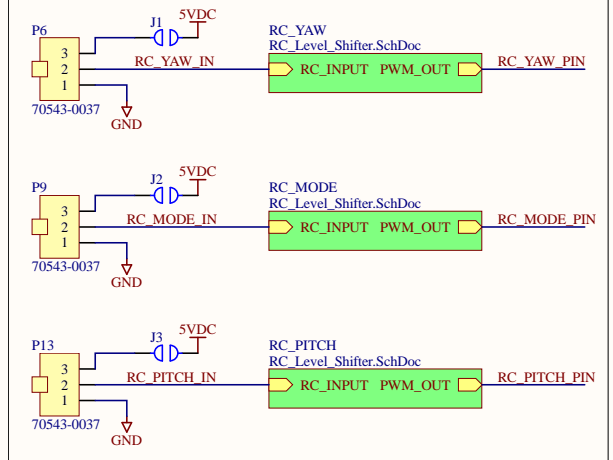 P6
J1
5VDC
RC_YAW
RC_Level_Shifter.SchDoc
3
2
1
RC_YAW_IN
RC_INPUT PWM_OUT
RC_YAW_PIN
70543-0037
GND
P9
J2
5VDC
RC_MODE
RC_Level_Shifter.SchDoc
3
2
1
RC_MODE_IN
RC_INPUT PWM_OUT
RC_MODE_PIN
70543-0037
GND
P13
J3
5VDC
RC_PITCH
RC_Level_Shifter.SchDoc
3
2
1
RC_PITCH_IN
RC_INPUT PWM_OUT
RC_PITCH_PIN
70543-0037
GND